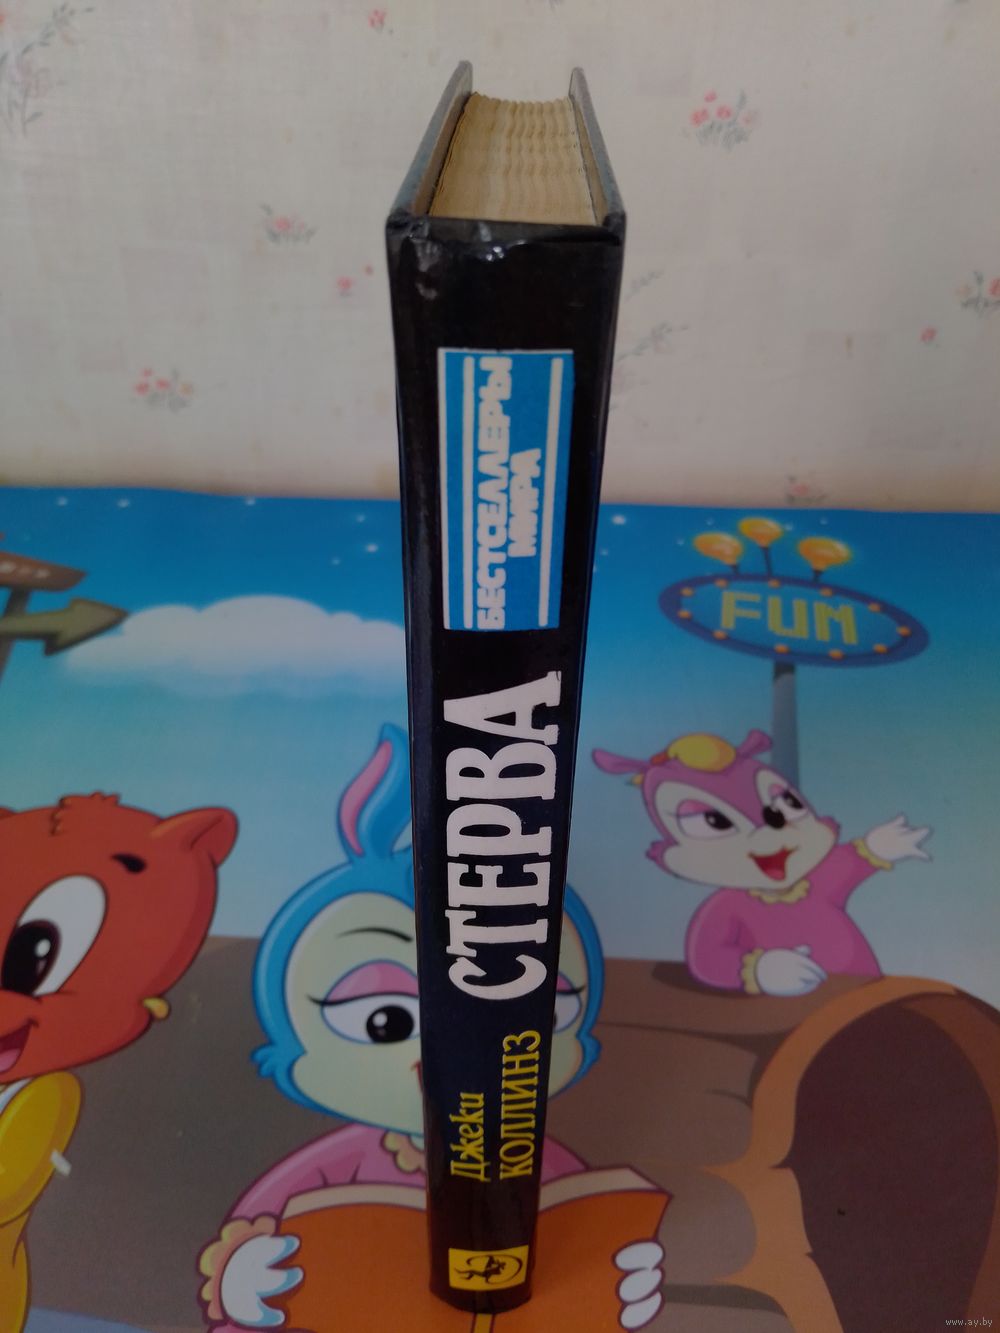 БЕСТСЕЛЛЕРЫ
МИРА
СТЕРВА
Джеки
КОЛЛИНЗ
FUM
www.ay.by